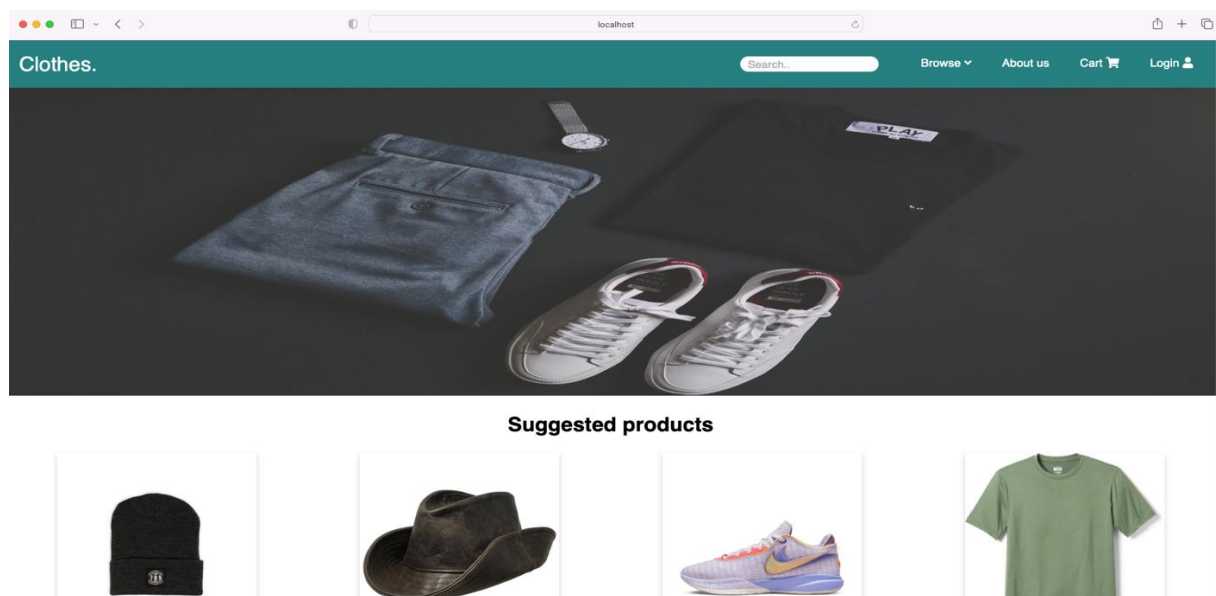 localhost
Clothes.
Search..
Browse
About us
Cart
Login
PLAY
Suggested products